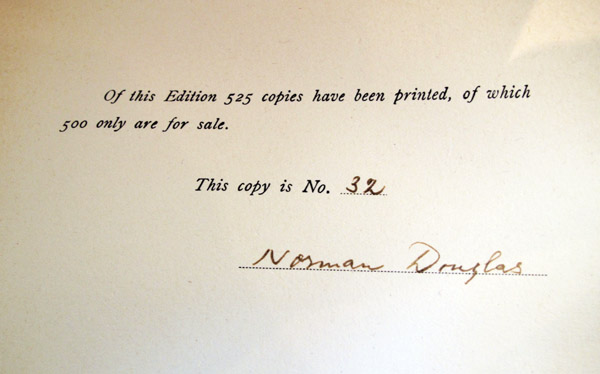 Of this Edition 525 copies have been printed, of which
500 only are for sale.
This copy is No. 32
Norman Douglas